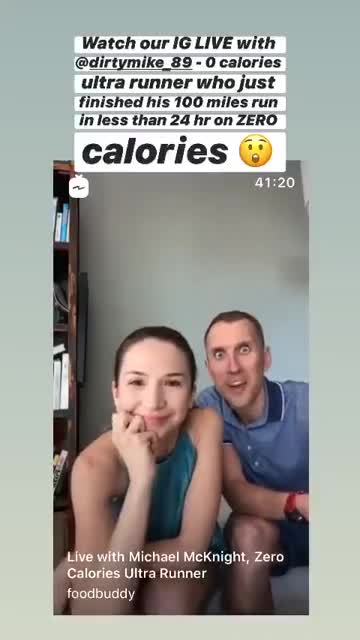 Watch our IG LIVE with
@dirtymike_89 - 0 calories
ultra runner who just
finished his 100 miles run
in less than 24 hr on ZERO
calories 😲
41:20
Live with Michael McKnight, Zero
Calories Ultra Runner
foodbuddy